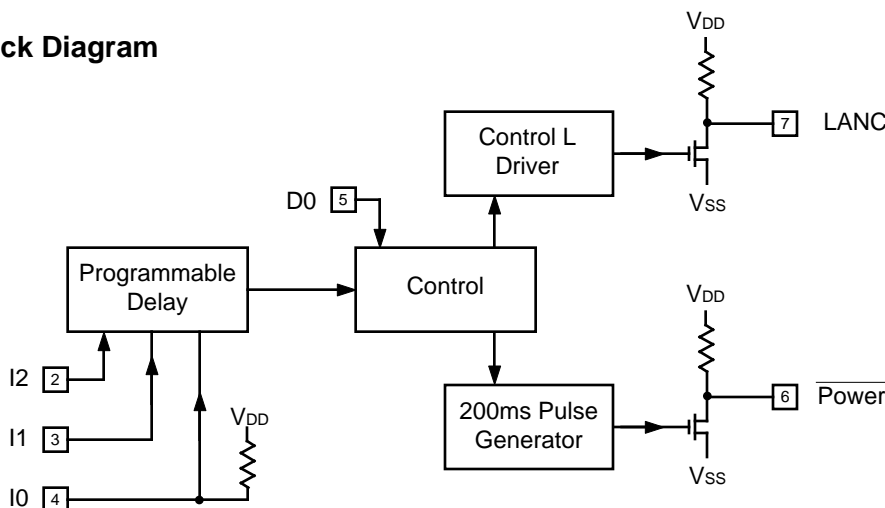 ck Diagram
VDD
7 LANC
Control L
Driver
VSS
D0 5
Programmable
Delay
Control
VDD
I2 2
6 Power
200ms Pulse
Generator
VDD
I1 3
VSS
I0 4